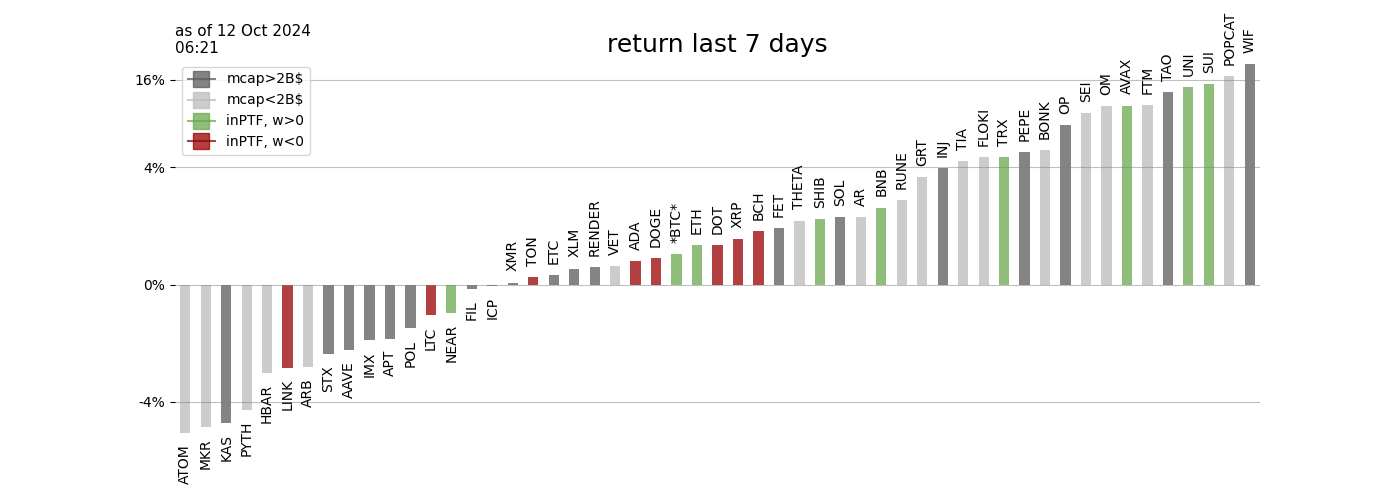 as of 12 Oct 2024
06:21
return last 7 days
mcap>2B$
mcap<2B$
inPTF, w>0
inPTF, w<0
16%
4%
0%
-4%
ATOM
MKR
KAS
PYTH
HBAR
LINK
ARB
STX
AAVE
IMX
APT
POL
LTC
NEAR
FIL
ICP
XMR
TON
ETC
XLM
RENDER
VET
ADA
DOGE
*BTC*
ETH
DOT
XRP
BCH
FET
THETA
SHIB
SOL
AR
BNB
RUNE
GRT
INJ
TIA
FLOKI
TRX
PEPE
BONK
OP
SEI
OM
AVAX
FTM
TAO
UNI
SUI
POPCAT
WIF